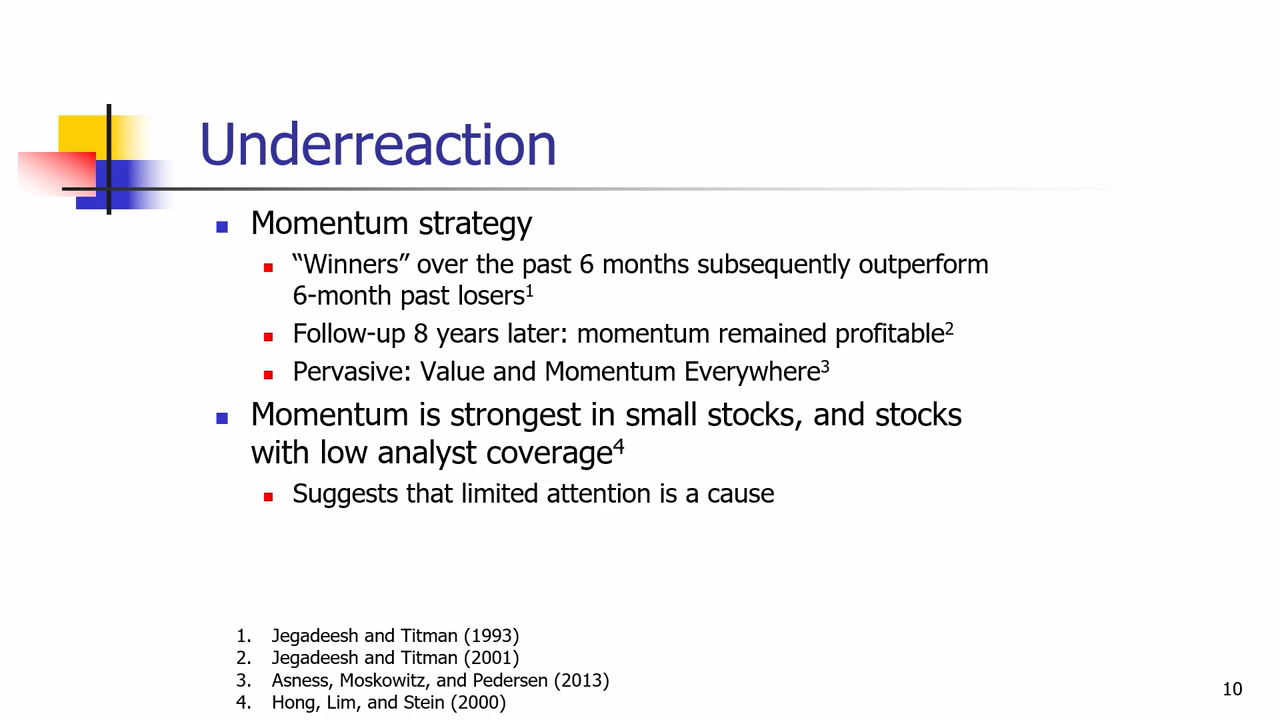 Underreaction
Momentum strategy
“Winners” over the past 6 months subsequently outperform
6-month past losers¹
Follow-up 8 years later: momentum remained profitable²
Pervasive: Value and Momentum Everywhere³
Momentum is strongest in small stocks, and stocks
with low analyst coverage⁴
Suggests that limited attention is a cause
1. Jegadeesh and Titman (1993)
2. Jegadeesh and Titman (2001)
3. Asness, Moskowitz, and Pedersen (2013)
4. Hong, Lim, and Stein (2000)
10